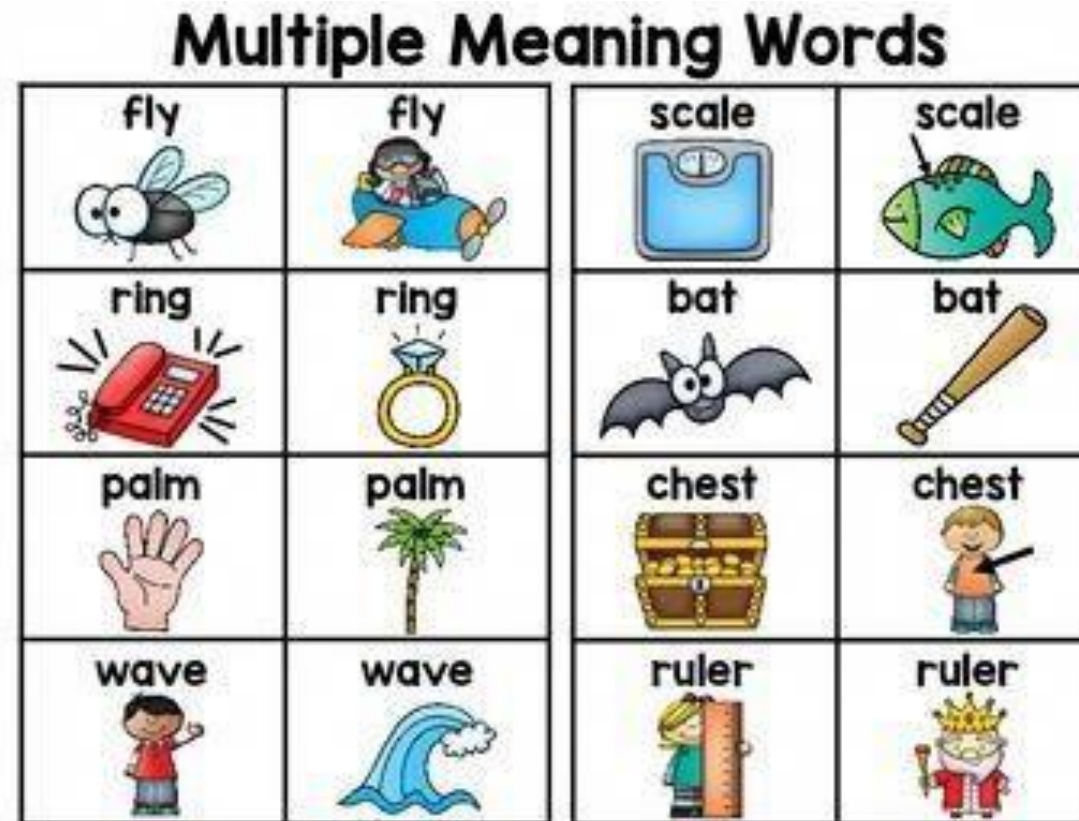 Multiple Meaning Words
fly fly scale scale
ring ring bat bat
palm palm chest chest
wave wave ruler ruler